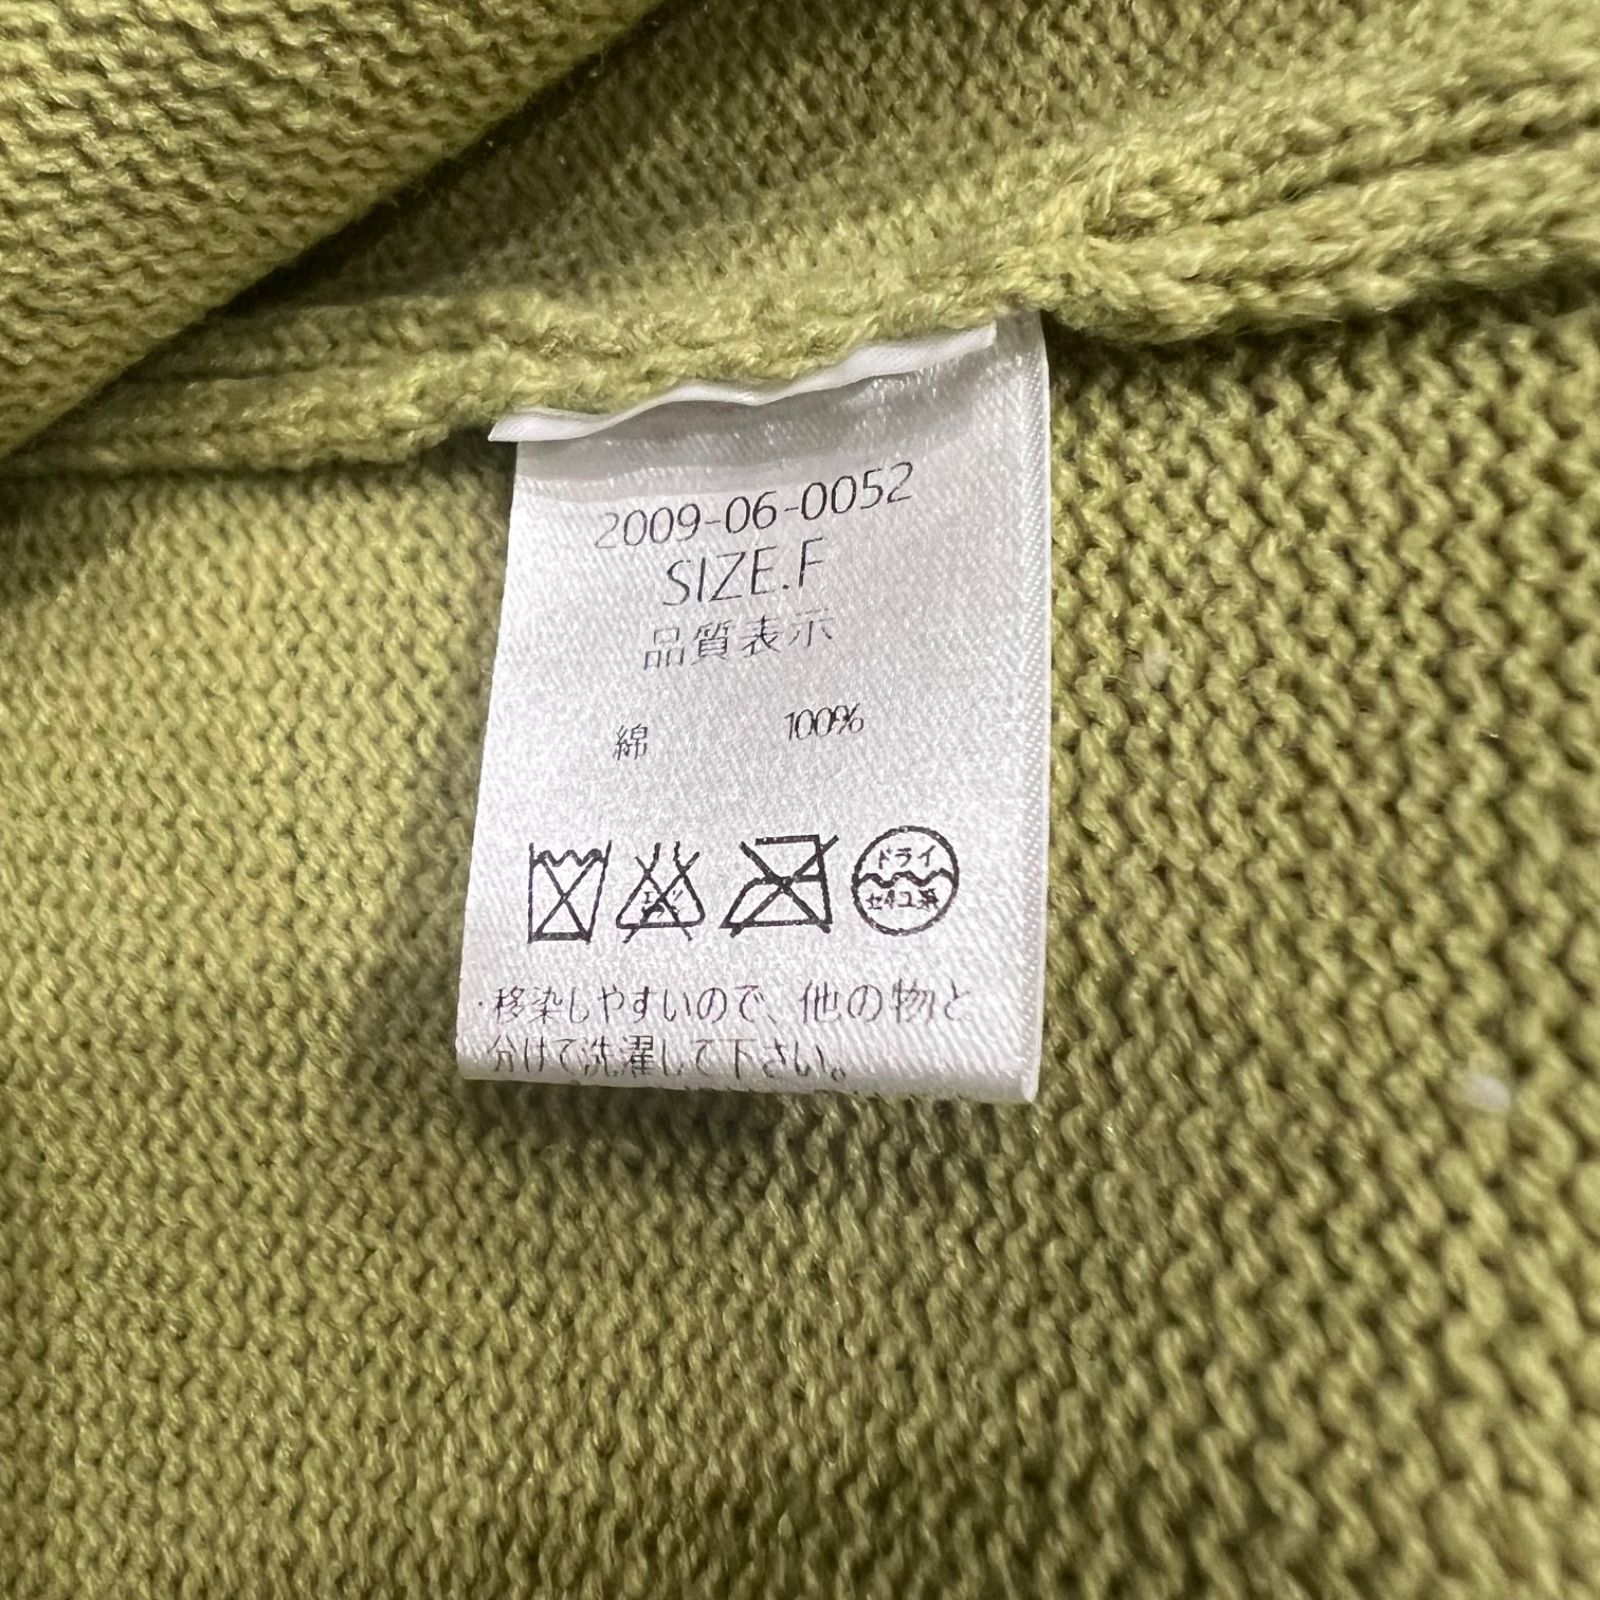 2009-06-0052
SIZE.F
品質表示
綿 100%
ドライ
セキユ系
・移染しやすいので、他の物と
分けて洗濯して下さい。